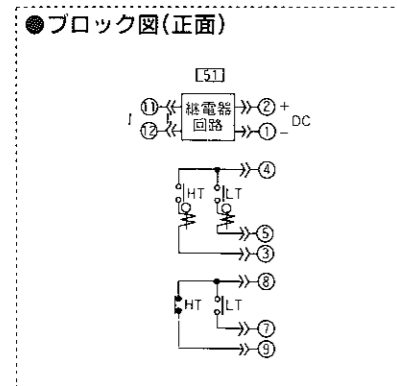 ●ブロック図(正面)
51
⑪ 継電器 ② +
I 回路 DC
⑫ ① −
④
HT LT
⑤
③
⑧
HT LT
⑦
⑨